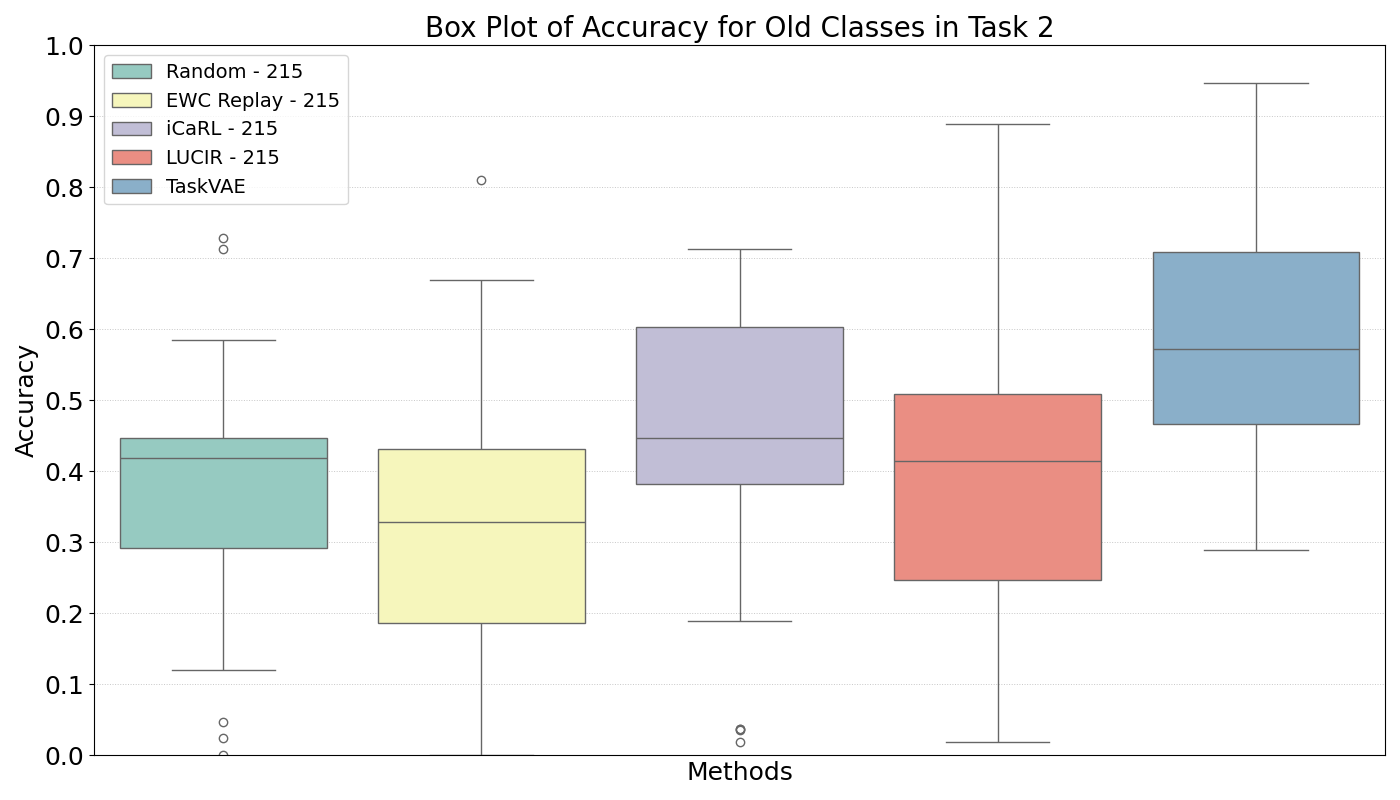 Box Plot of Accuracy for Old Classes in Task 2
1.0
0.9
0.8
0.7
0.6
0.5
0.4
0.3
0.2
0.1
0.0
Accuracy
Random - 215
EWC Replay - 215
iCaRL - 215
LUCIR - 215
TaskVAE
Methods